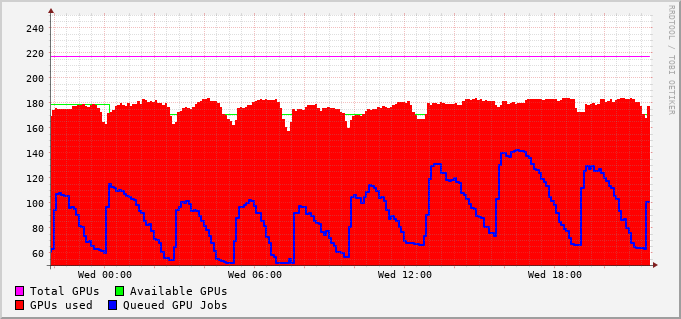 240
220
200
180
160
140
120
100
80
60
Wed 00:00 Wed 06:00 Wed 12:00 Wed 18:00
Total GPUs Available GPUs
GPUs used Queued GPU Jobs
RRDTOOL / TOBI OETIKER